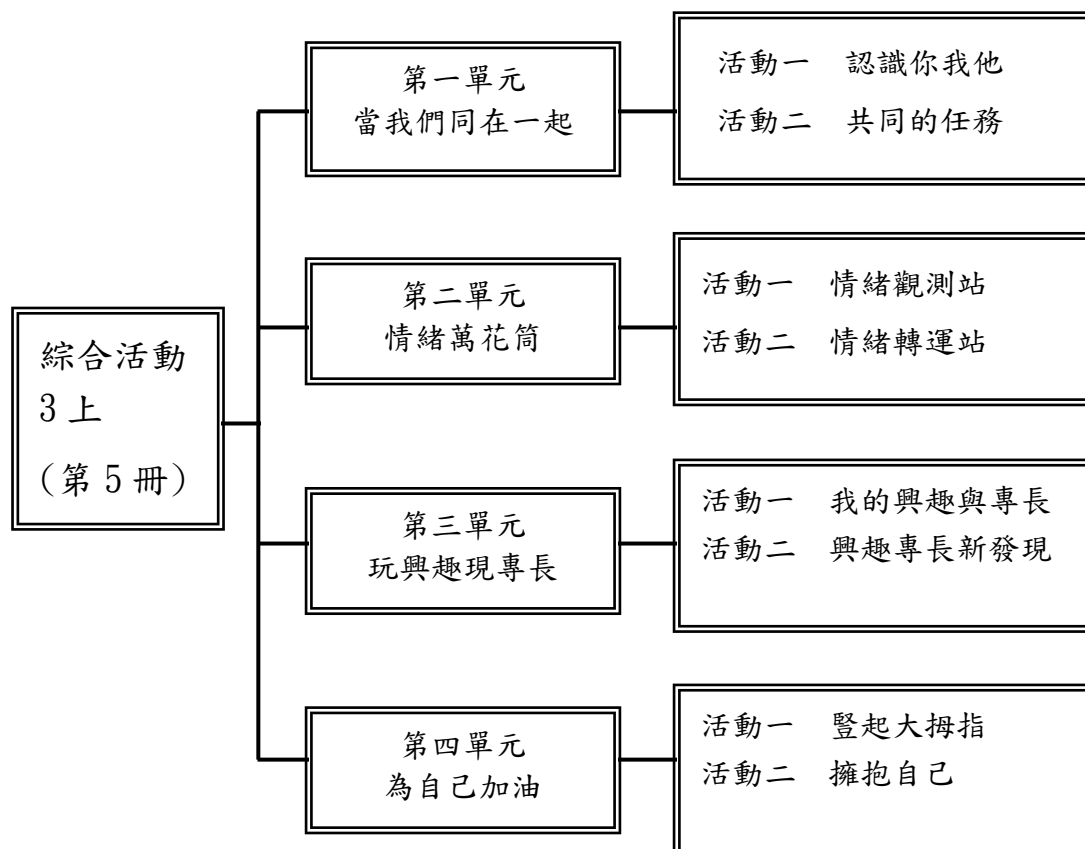 綜合活動
3上
(第5冊)
第一單元
當我們同在一起
活動一 認識你我他
活動二 共同的任務
第二單元
情緒萬花筒
活動一 情緒觀測站
活動二 情緒轉運站
第三單元
玩興趣現專長
活動一 我的興趣與專長
活動二 興趣專長新發現
第四單元
為自己加油
活動一 豎起大拇指
活動二 擁抱自己